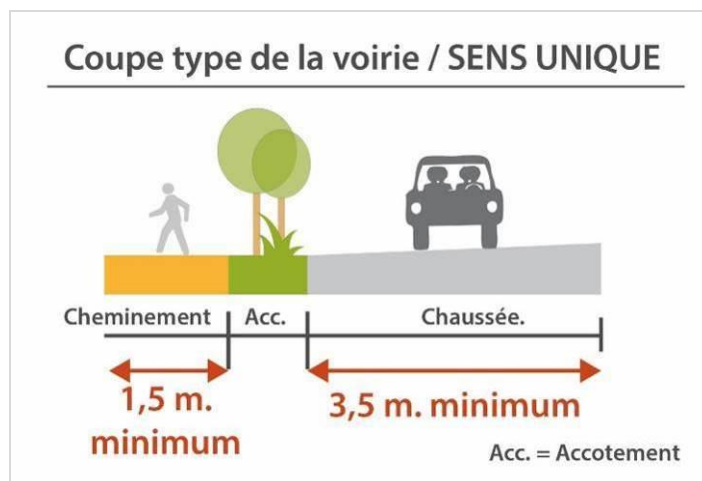 Coupe type de la voirie / SENS UNIQUE
Cheminement
Acc.
Chaussée.
1,5 m.
minimum
3,5 m. minimum
Acc. = Accotement